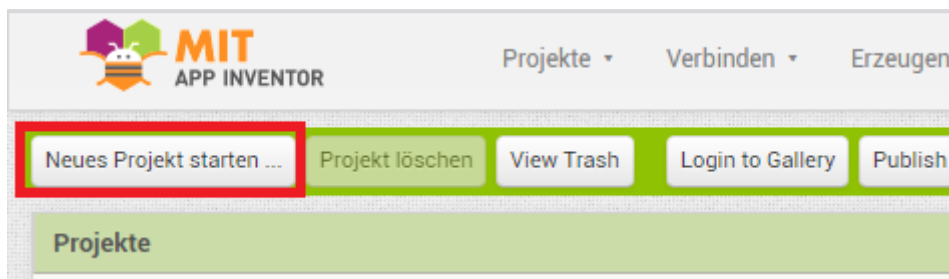 MIT
APP INVENTOR
Projekte
Verbinden
Erzeugen
Neues Projekt starten ...
Projekt löschen
View Trash
Login to Gallery
Publish
Projekte